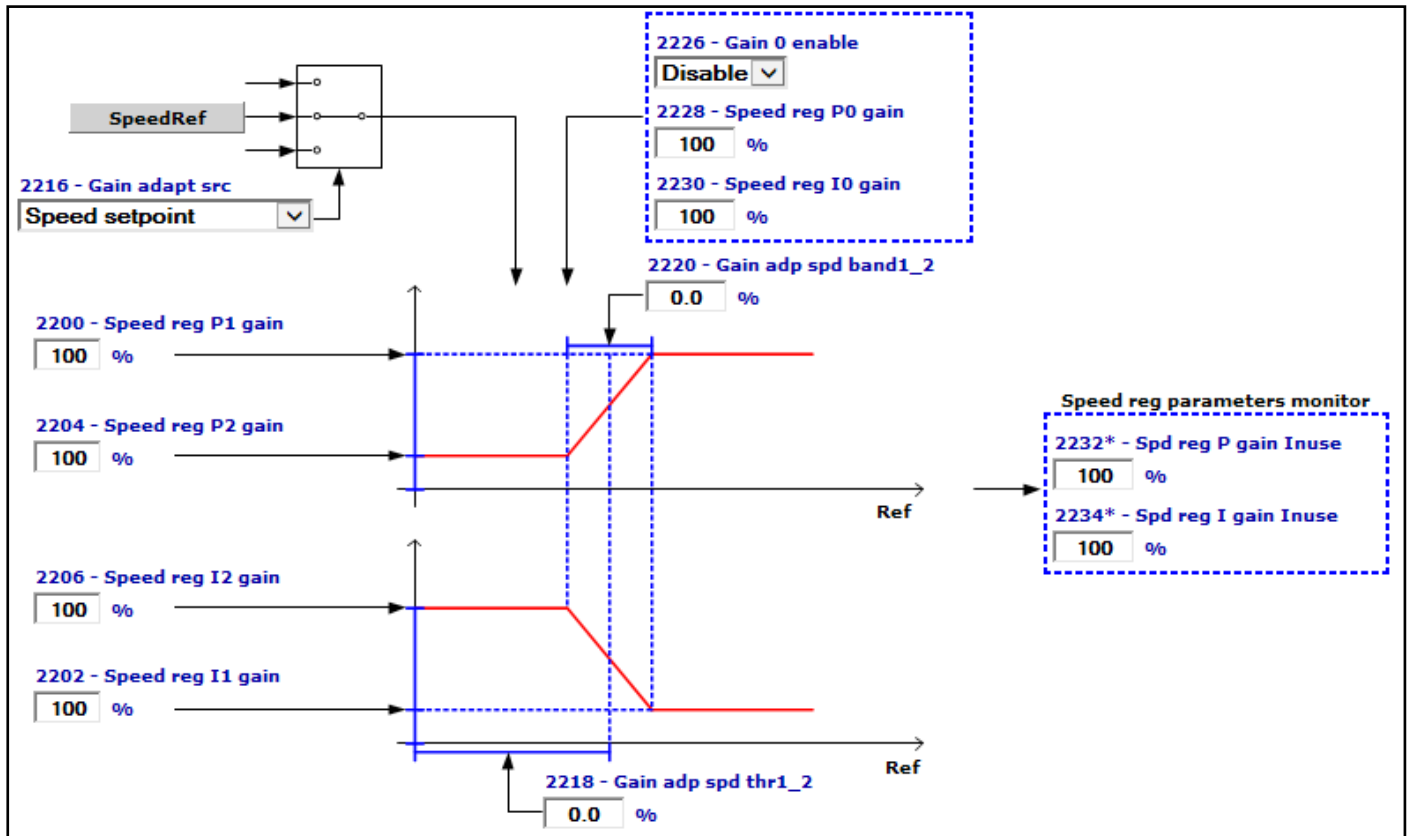 2226 - Gain 0 enable
Disable
2228 - Speed reg P0 gain
100 %
2230 - Speed reg I0 gain
100 %
SpeedRef
2216 - Gain adapt src
Speed setpoint
2220 - Gain adp spd band1_2
0.0 %
2200 - Speed reg P1 gain
100 %
2204 - Speed reg P2 gain
100 %
Ref
Speed reg parameters monitor
2232* - Spd reg P gain Inuse
100 %
2234* - Spd reg I gain Inuse
100 %
2206 - Speed reg I2 gain
100 %
2202 - Speed reg I1 gain
100 %
Ref
2218 - Gain adp spd thr1_2
0.0 %